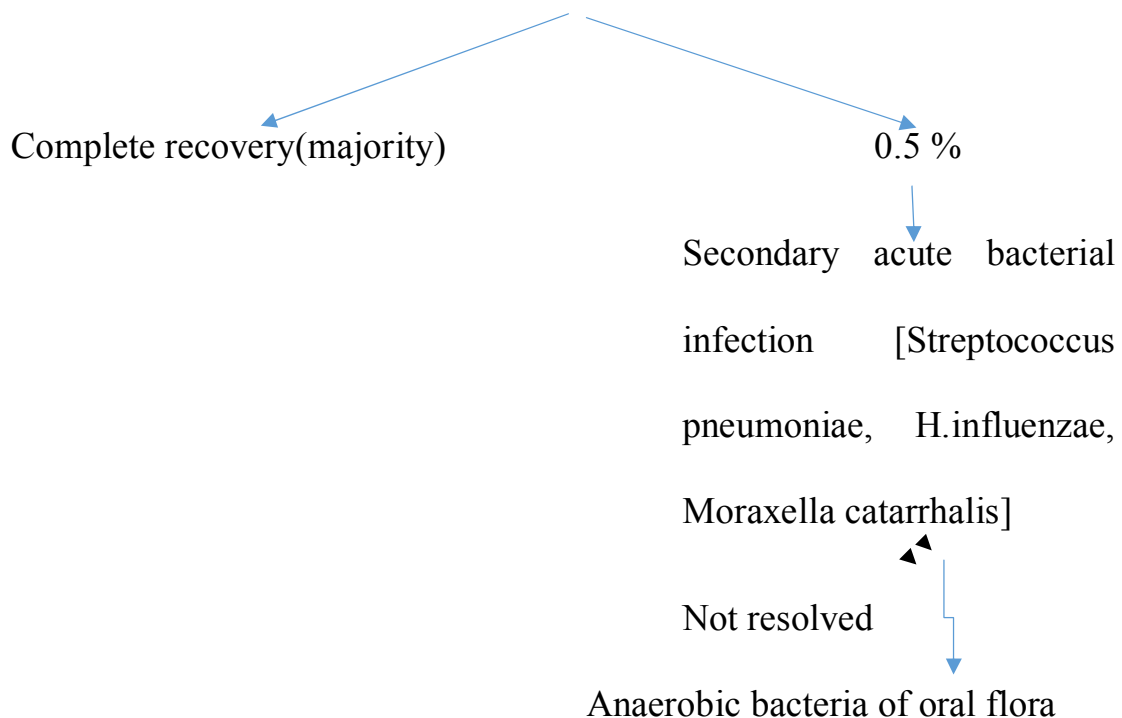 Complete recovery(majority) 0.5 %
Secondary acute bacterial
infection [Streptococcus
pneumoniae, H.influenzae,
Moraxella catarrhalis]
Not resolved
Anaerobic bacteria of oral flora